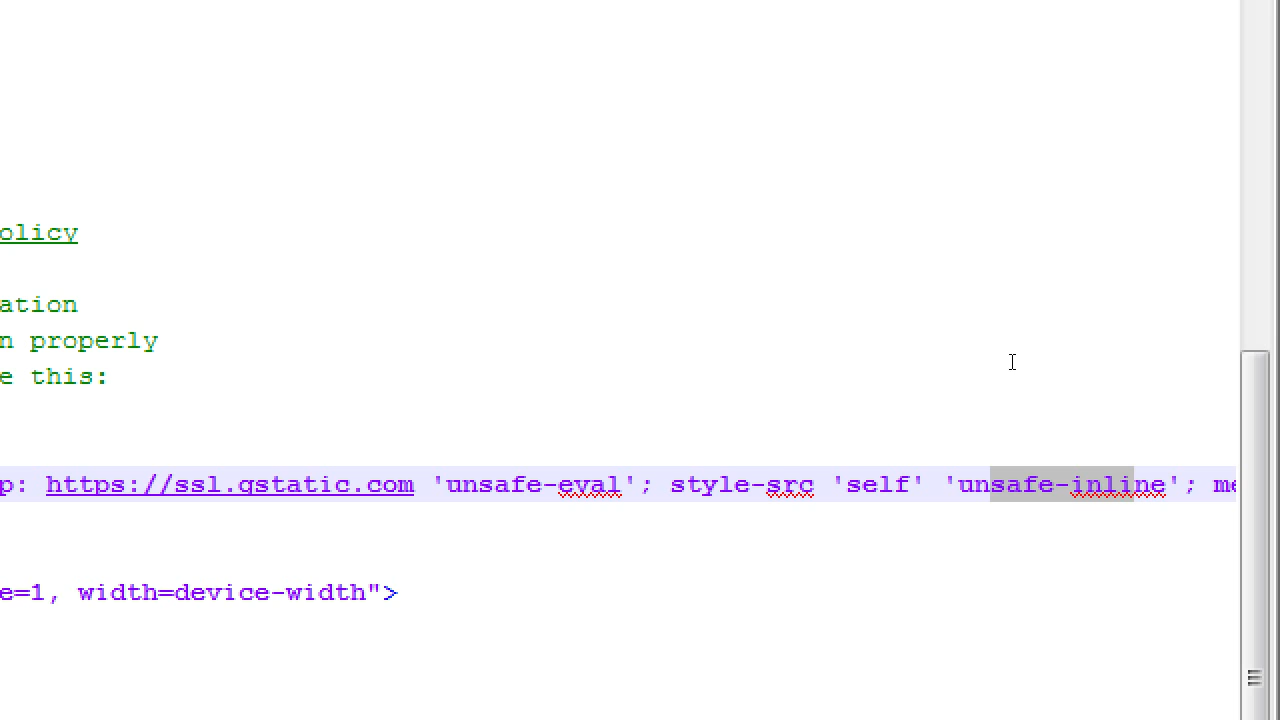 olicy
ation
n properly
e this:
p: https://ssl.gstatic.com 'unsafe-eval'; style-src 'self' 'unsafe-inline'; me
e=1, width=device-width">